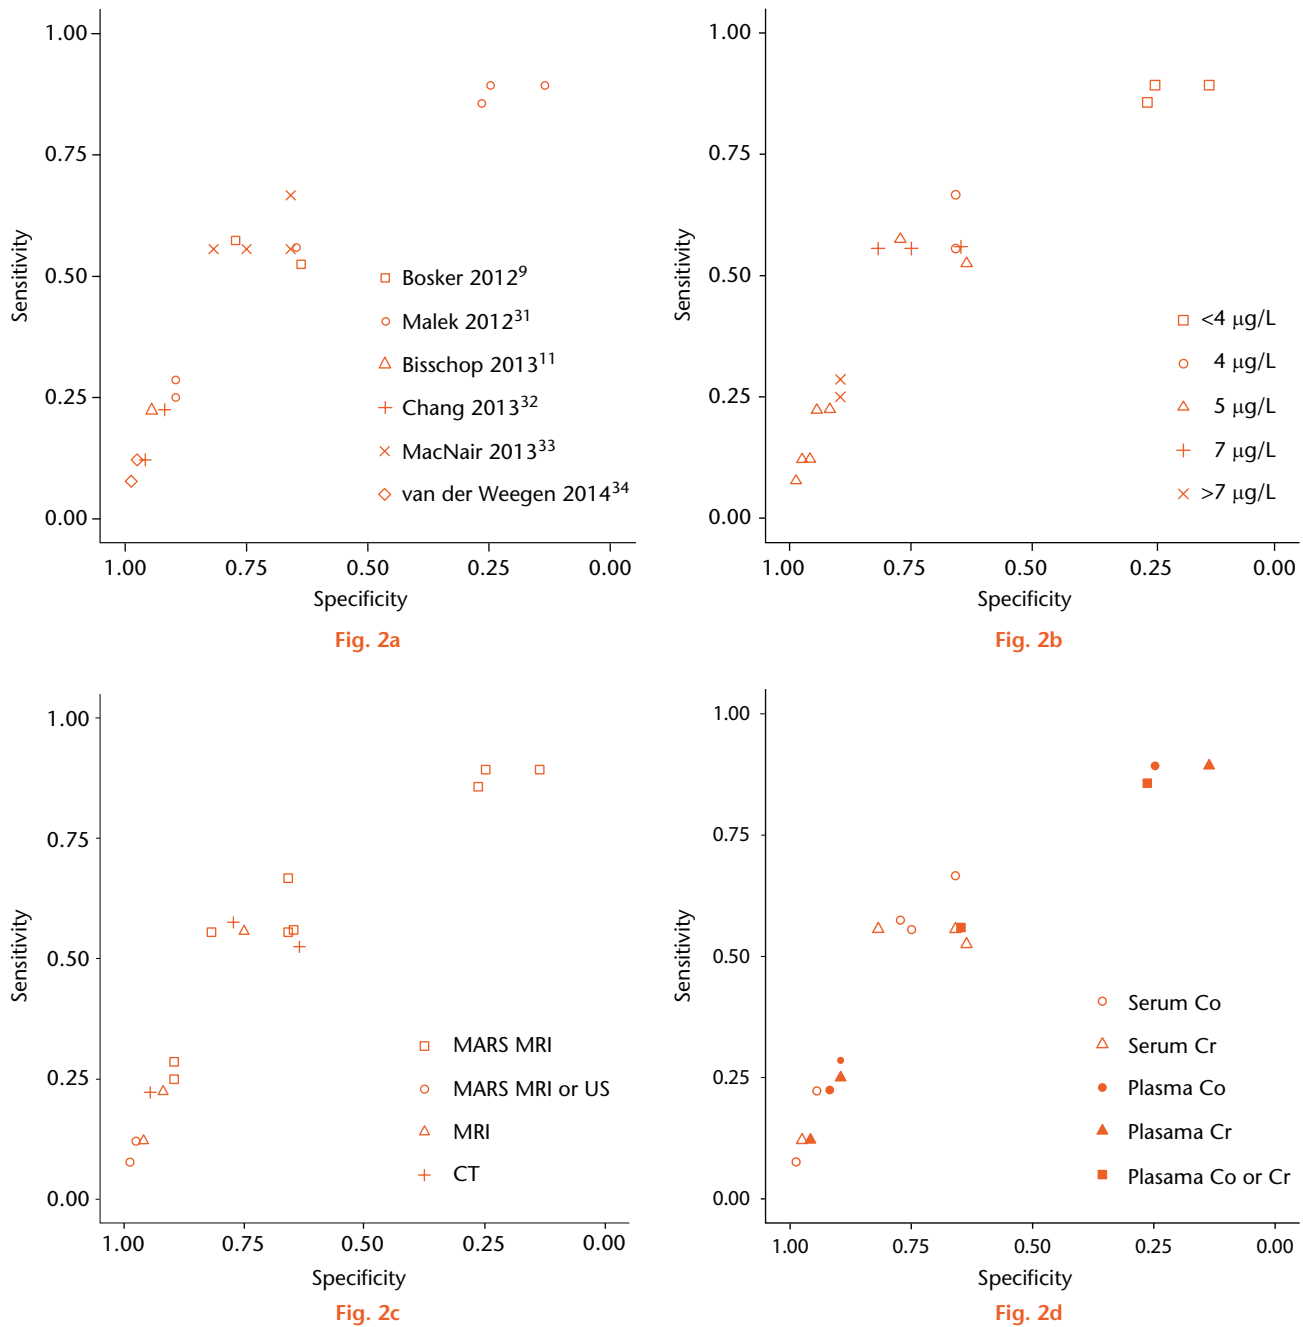 1.00
0.75
0.50
0.25
0.00
Sensitivity
Bosker 2012⁹
Malek 2012³¹
Bisschop 2013¹¹
Chang 2013³²
MacNair 2013³³
van der Weegen 2014³⁴
1.00 0.75 0.50 0.25 0.00
Specificity
Fig. 2a
1.00
0.75
0.50
0.25
0.00
Sensitivity
<4 μg/L
4 μg/L
5 μg/L
7 μg/L
>7 μg/L
1.00 0.75 0.50 0.25 0.00
Specificity
Fig. 2b
1.00
0.75
0.50
0.25
0.00
Sensitivity
MARS MRI
MARS MRI or US
MRI
CT
1.00 0.75 0.50 0.25 0.00
Specificity
Fig. 2c
1.00
0.75
0.50
0.25
0.00
Sensitivity
Serum Co
Serum Cr
Plasma Co
Plasama Cr
Plasama Co or Cr
1.00 0.75 0.50 0.25 0.00
Specificity
Fig. 2d